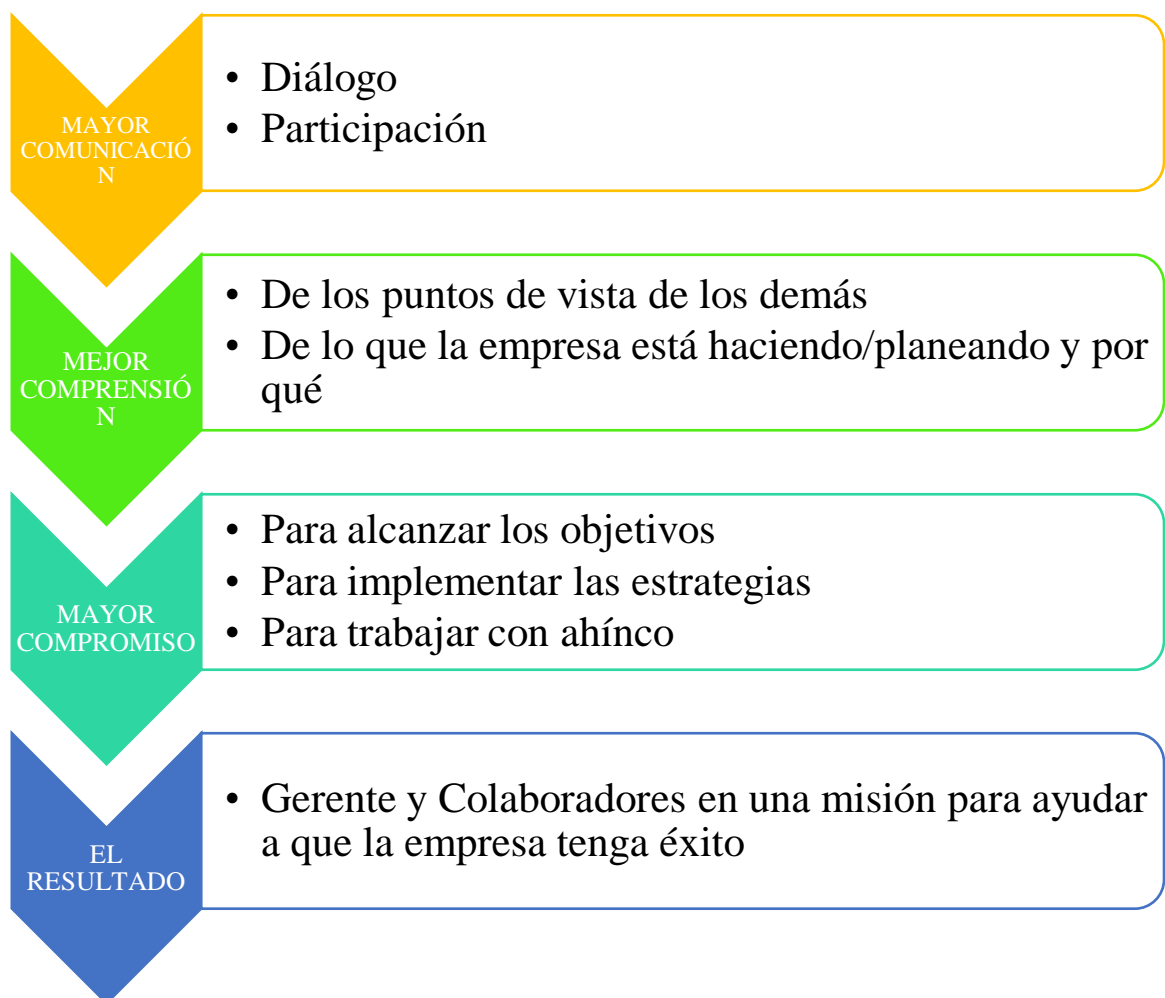 MAYOR
COMUNICACIÓ
N
• Diálogo
• Participación
MEJOR
COMPRENSIÓ
N
• De los puntos de vista de los demás
• De lo que la empresa está haciendo/planeando y por
qué
MAYOR
COMPROMISO
• Para alcanzar los objetivos
• Para implementar las estrategias
• Para trabajar con ahínco
EL
RESULTADO
• Gerente y Colaboradores en una misión para ayudar
a que la empresa tenga éxito